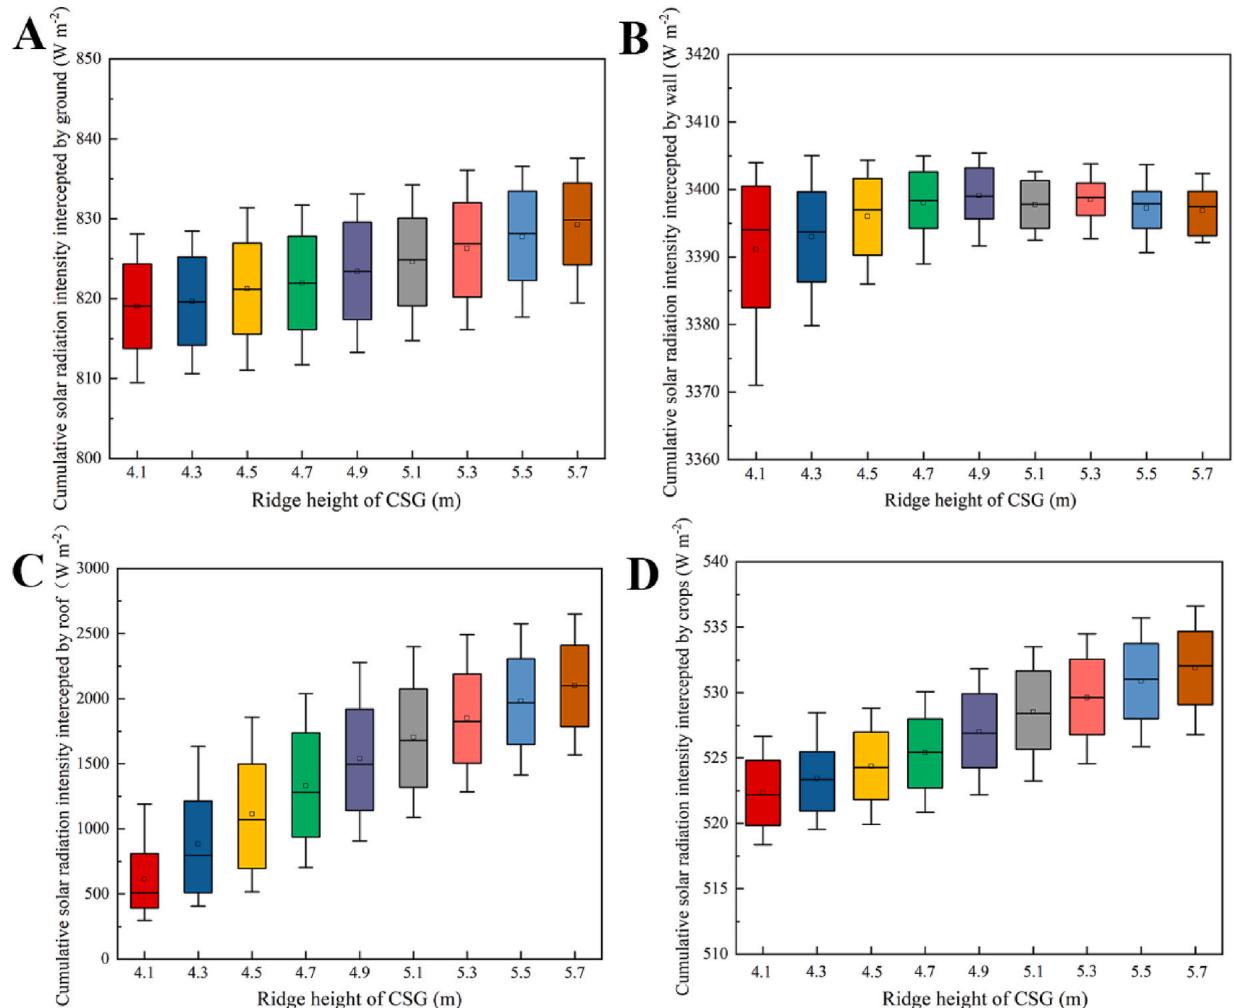 A
Cumulative solar radiation intensity intercepted by ground (W m-2)
850
840
830
820
810
800
4.1 4.3 4.5 4.7 4.9 5.1 5.3 5.5 5.7
Ridge height of CSG (m)
B
Cumulative solar radiation intensity intercepted by wall (W m-2)
3420
3410
3400
3390
3380
3370
3360
4.1 4.3 4.5 4.7 4.9 5.1 5.3 5.5 5.7
Ridge height of CSG (m)
C
Cumulative solar radiation intensity intercepted by roof (W m-2)
3000
2500
2000
1500
1000
500
0
4.1 4.3 4.5 4.7 4.9 5.1 5.3 5.5 5.7
Ridge height of CSG (m)
D
Cumulative solar radiation intensity intercepted by crops (W m-2)
540
535
530
525
520
515
510
4.1 4.3 4.5 4.7 4.9 5.1 5.3 5.5 5.7
Ridge height of CSG (m)